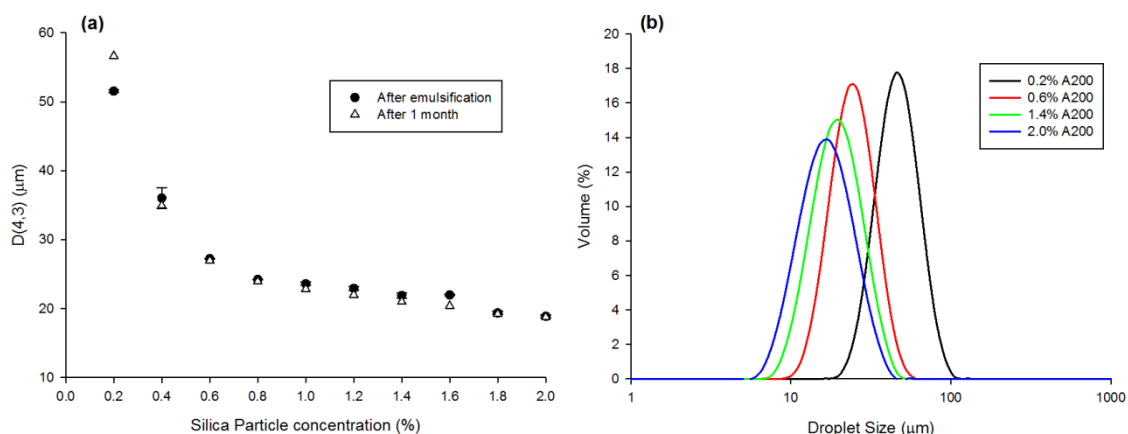 (a)
60
50
40
30
20
10
D(4,3) (μm)
After emulsification
After 1 month
0.0 0.2 0.4 0.6 0.8 1.0 1.2 1.4 1.6 1.8 2.0
Silica Particle concentration (%)
(b)
20
18
16
14
12
10
8
6
4
2
0
Volume (%)
0.2% A200
0.6% A200
1.4% A200
2.0% A200
1 10 100 1000
Droplet Size (μm)